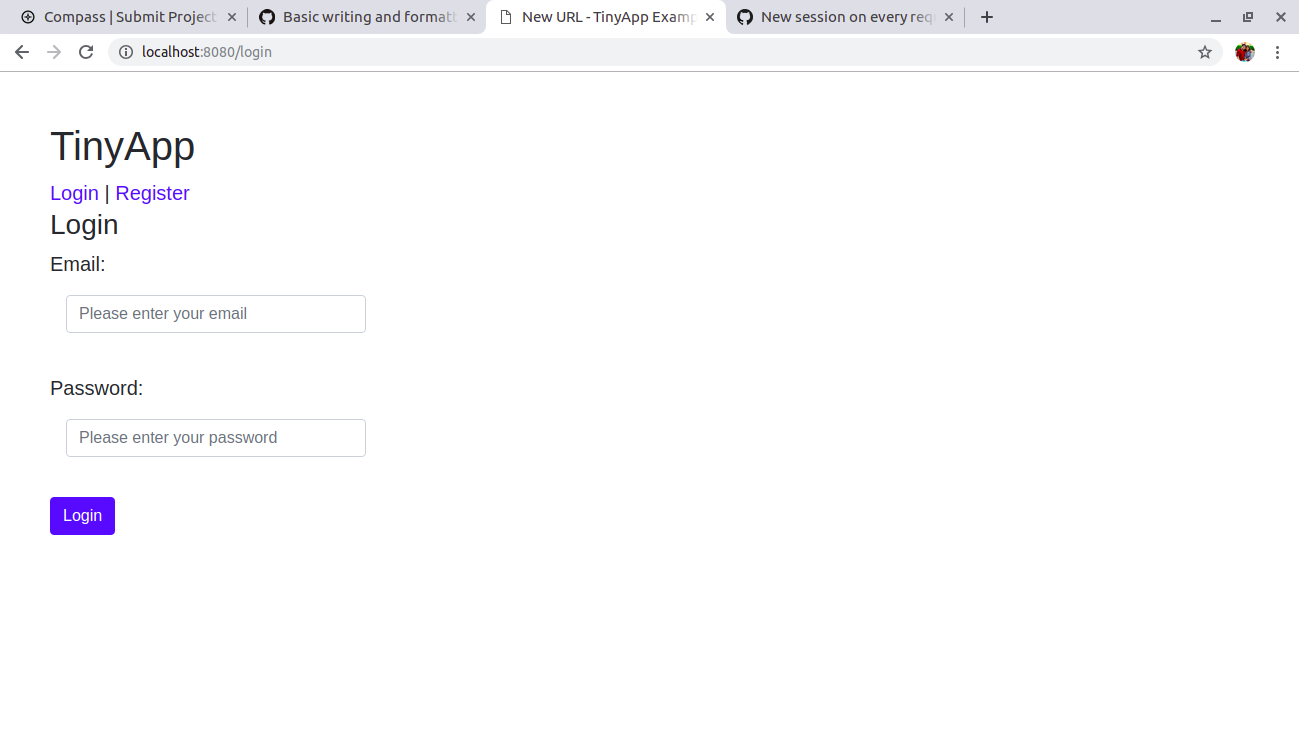 Compass | Submit Project
Basic writing and formatt
New URL - TinyApp Examp
New session on every req
localhost:8080/login
TinyApp
Login | Register
Login
Email:
Please enter your email
Password:
Please enter your password
Login